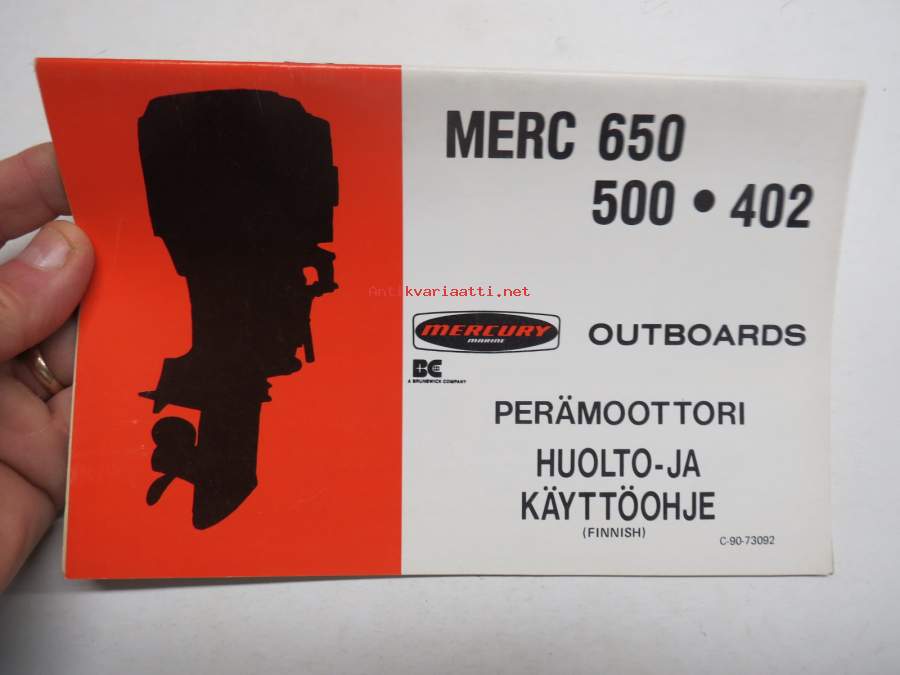 MERC 650
500 • 402
Antikvariaatti.net
MERCURY
MARINE
OUTBOARDS
BC
A BRUNSWICK COMPANY
PERÄMOOTTORI
HUOLTO-JA
KÄYTTÖOHJE
(FINNISH)
C-90-73092